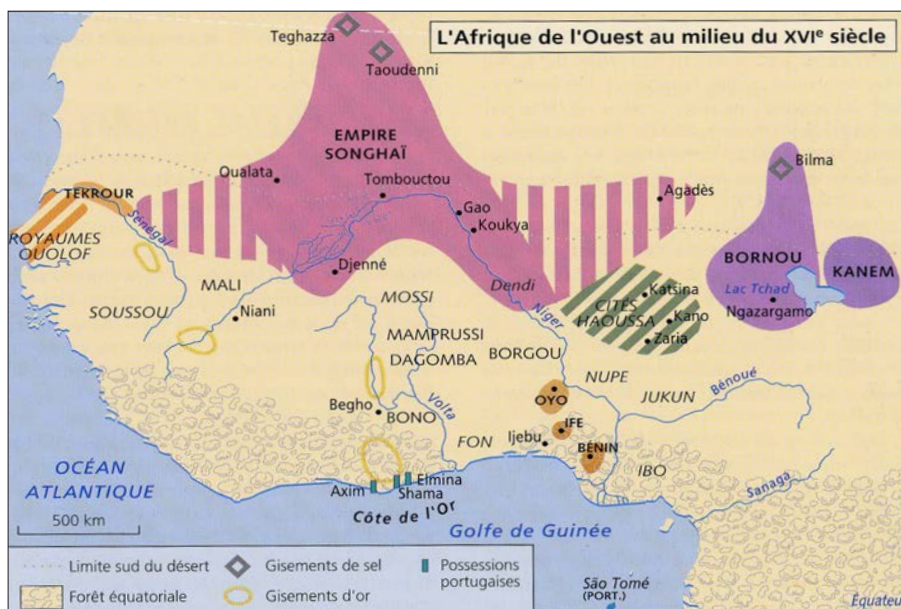 L'Afrique de l'Ouest au milieu du XVIe siècle
Teghazza
Taoudenni
EMPIRE
SONGHAÏ
Oualata
Tombouctou
Bilma
Agadès
TEKROUR
Gao
Koukya
Sénégal
ROYAUMES
OUOLOF
BORNOU
KANEM
Djenné
Dendi
MALI
Lac Tchad
Katsina
CITÉS
HAOUSSA
Ngazargamo
MOSSI
SOUSSOU
Niani
Niger
Kano
MAMPRUSSI
Zaria
DAGOMBA
BORGOU
NUPE
JUKUN
Bénoué
OYO
Begho
BONO
Volta
IFE
FON
Ijebu
BÉNIN
IBO
OCÉAN
ATLANTIQUE
Elmina
Axim
Shama
Sanaga
Côte de l'Or
500 km
Golfe de Guinée
Limite sud du désert
Gisements de sel
Possessions
portugaises
Forêt équatoriale
Gisements d'or
São Tomé
(PORT.)
Équateur